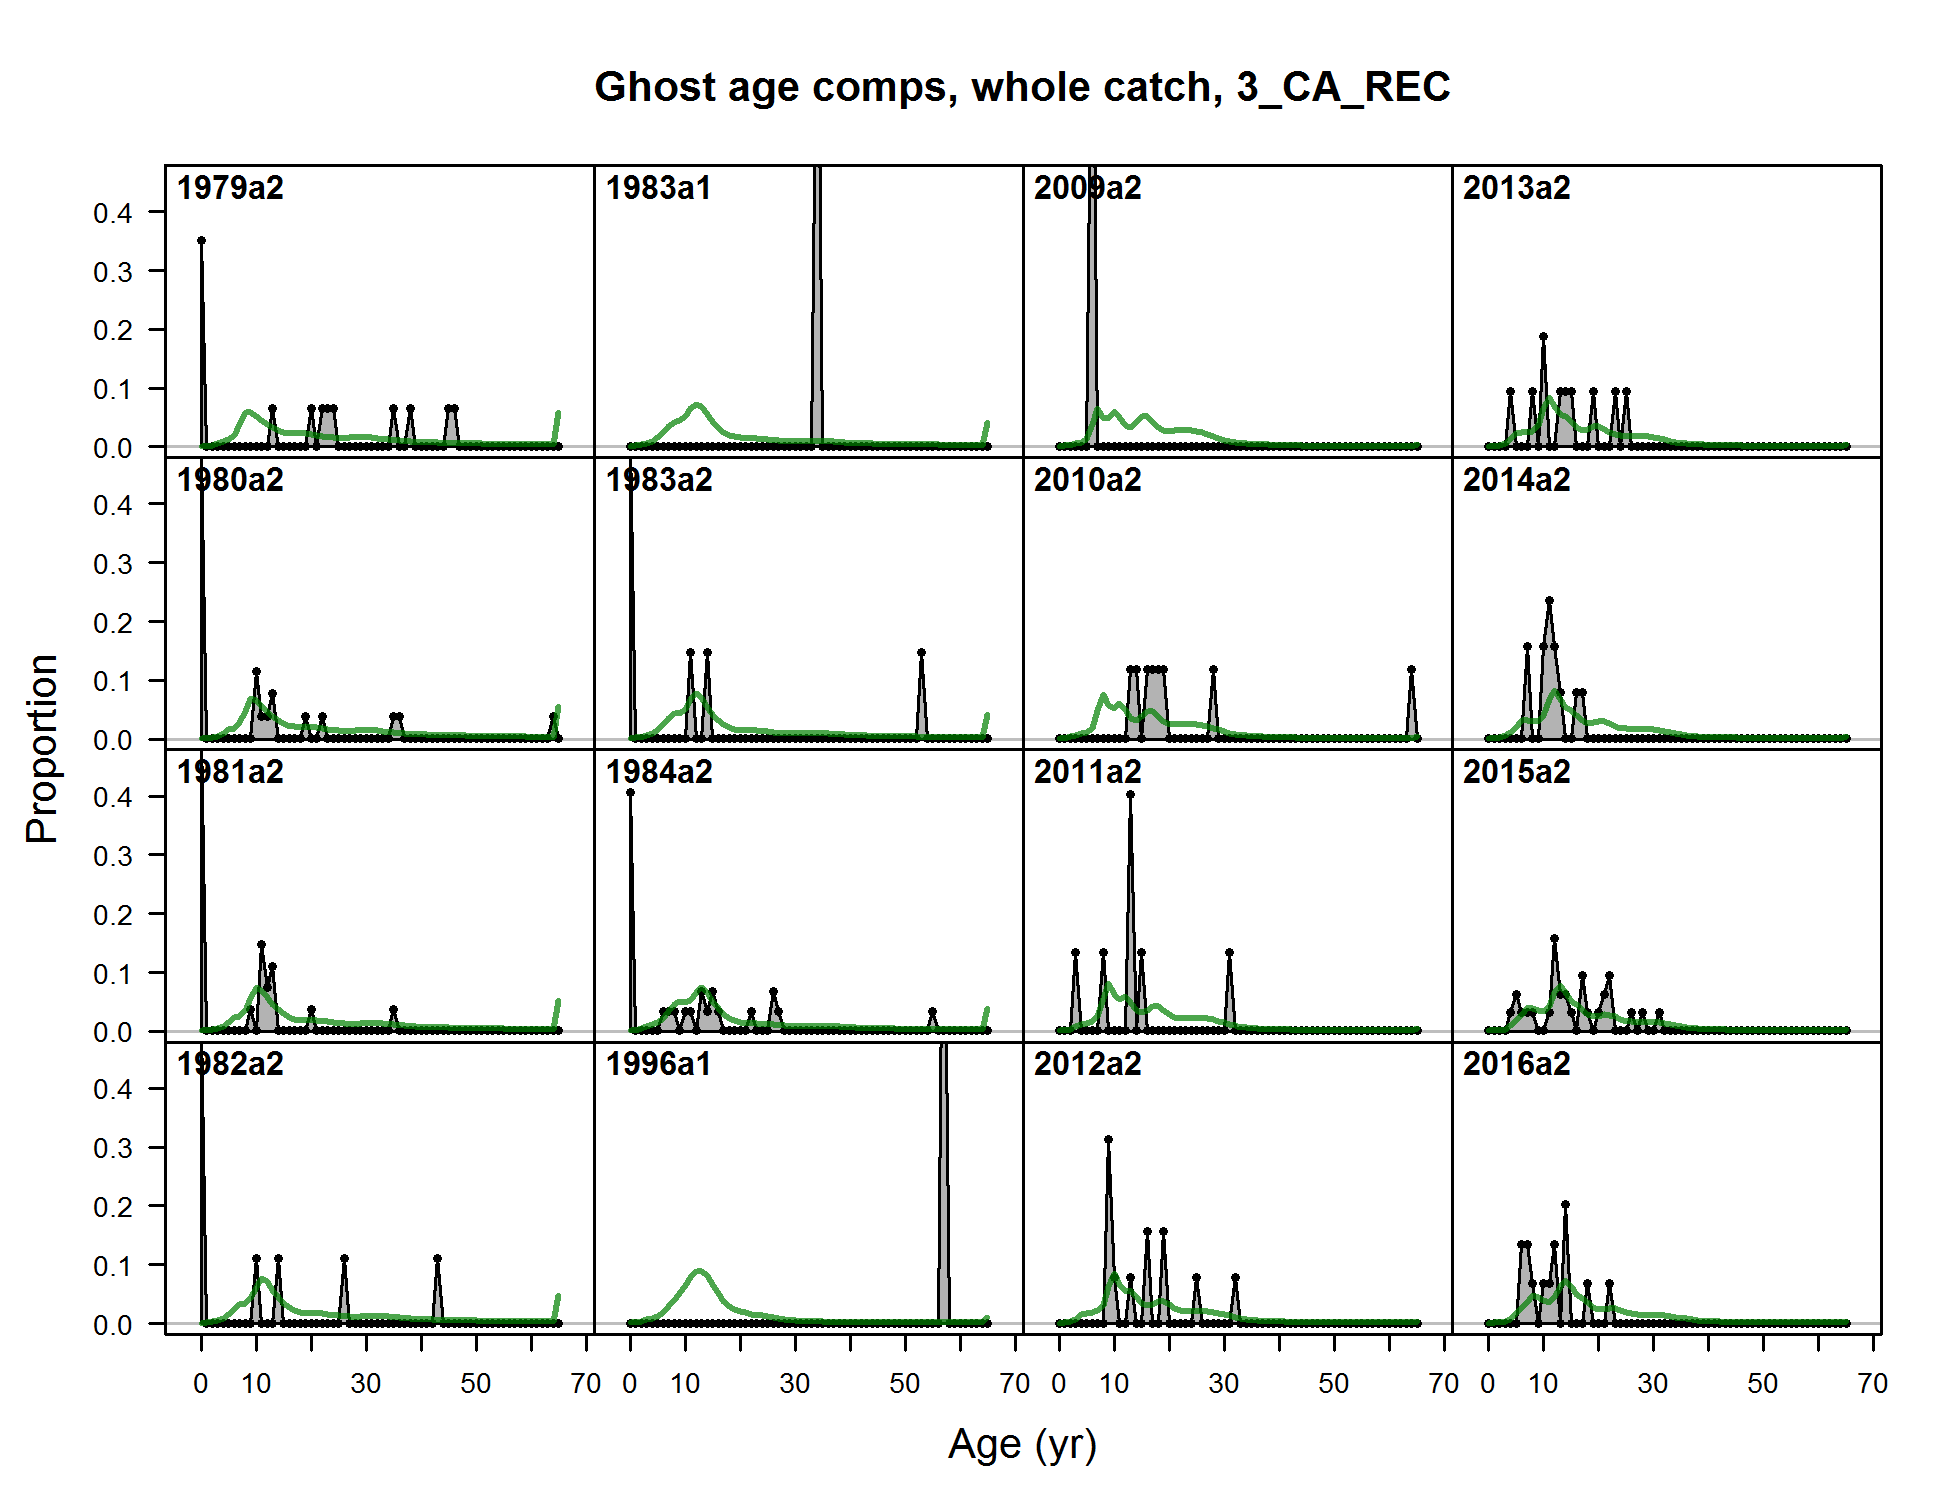 Ghost age comps, whole catch, 3_CA_REC
1979a2 1983a1 2009a2 2013a2
0.4
0.3
0.2
0.1
0.0
1980a2 1983a2 2010a2 2014a2
0.4
0.3
0.2
0.1
0.0
1981a2 1984a2 2011a2 2015a2
0.4
0.3
0.2
0.1
0.0
1982a2 1996a1 2012a2 2016a2
0.4
0.3
0.2
0.1
0.0
Proportion
0 10 30 50 70 0 10 30 50 70 0 10 30 50 70 0 10 30 50 70
Age (yr)